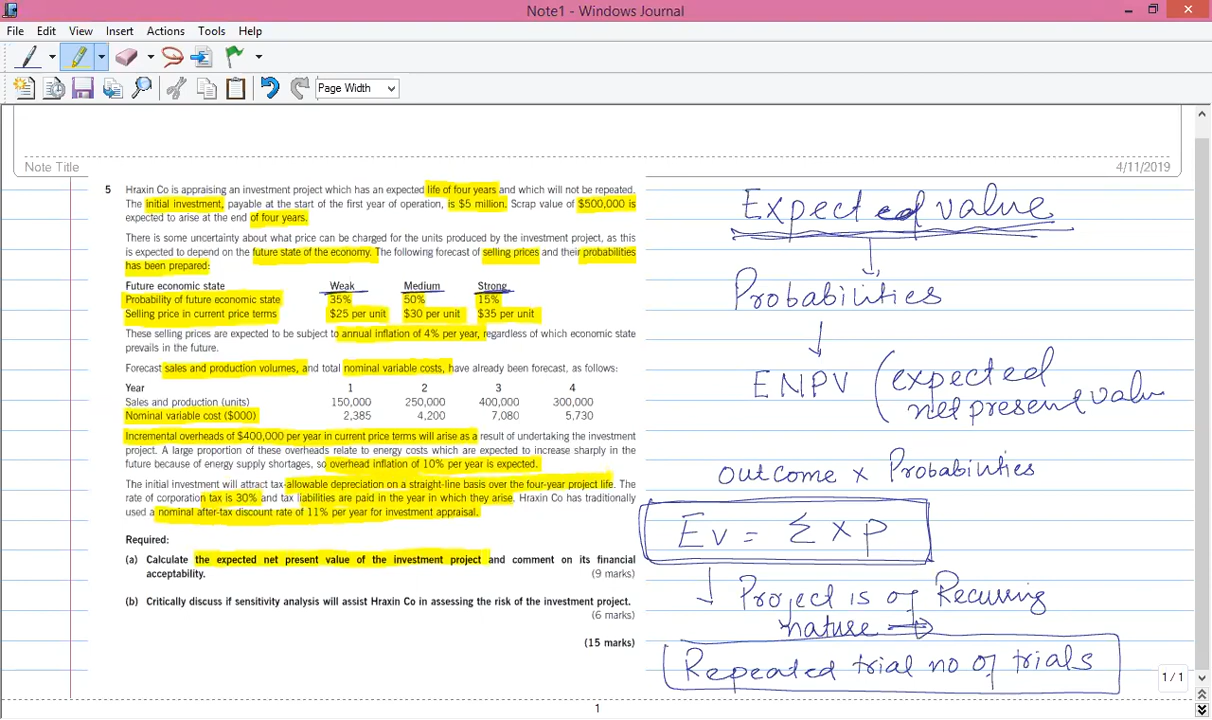 Note1 - Windows Journal
File Edit View Insert Actions Tools Help
Page Width
Note Title
4/11/2019
5 Hraxin Co is appraising an investment project which has an expected life of four years and which will not be repeated.
The initial investment, payable at the start of the first year of operation, is $5 million. Scrap value of $500,000 is
expected to arise at the end of four years.
There is some uncertainty about what price can be charged for the units produced by the investment project, as this
is expected to depend on the future state of the economy. The following forecast of selling prices and their probabilities
has been prepared:
Future economic state Weak Medium Strong
Probability of future economic state 35% 50% 15%
Selling price in current price terms $25 per unit $30 per unit $35 per unit
These selling prices are expected to be subject to annual inflation of 4% per year, regardless of which economic state
prevails in the future.
Forecast sales and production volumes, and total nominal variable costs, have already been forecast, as follows:
Year 1 2 3 4
Sales and production (units) 150,000 250,000 400,000 300,000
Nominal variable cost ($000) 2,385 4,200 7,080 5,730
Incremental overheads of $400,000 per year in current price terms will arise as a result of undertaking the investment
project. A large proportion of these overheads relate to energy costs which are expected to increase sharply in the
future because of energy supply shortages, so overhead inflation of 10% per year is expected.
The initial investment will attract tax-allowable depreciation on a straight-line basis over the four-year project life. The
rate of corporation tax is 30% and tax liabilities are paid in the year in which they arise. Hraxin Co has traditionally
used a nominal after-tax discount rate of 11% per year for investment appraisal.
Required:
(a) Calculate the expected net present value of the investment project and comment on its financial
acceptability. (9 marks)
(b) Critically discuss if sensitivity analysis will assist Hraxin Co in assessing the risk of the investment project.
(6 marks)
(15 marks)
Expected value
Probabilities
ENPV (expected
net present valu
outcome x Probabinties
Ev = Σ x p
Project is of Recurring
nature
Repeated trial no of trials
1 / 1
1